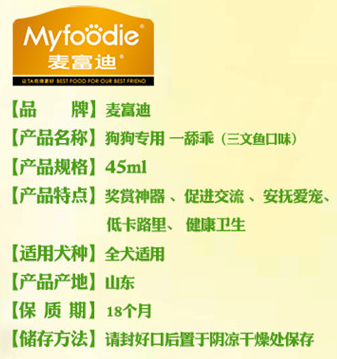 Myfoodie®
麦富迪®
让TA有得更好 BEST FOOD FOR OUR BEST FRIEND
【品　　牌】麦富迪
【产品名称】狗狗专用 一舔乖（三文鱼口味）
【产品规格】45ml
【产品特点】奖赏神器 、促进交流 、安抚爱宠、
低卡路里、 健康卫生
【适用犬种】全犬适用
【产品产地】山东
【保 质 期】18个月
【储存方法】请封好口后置于阴凉干燥处保存